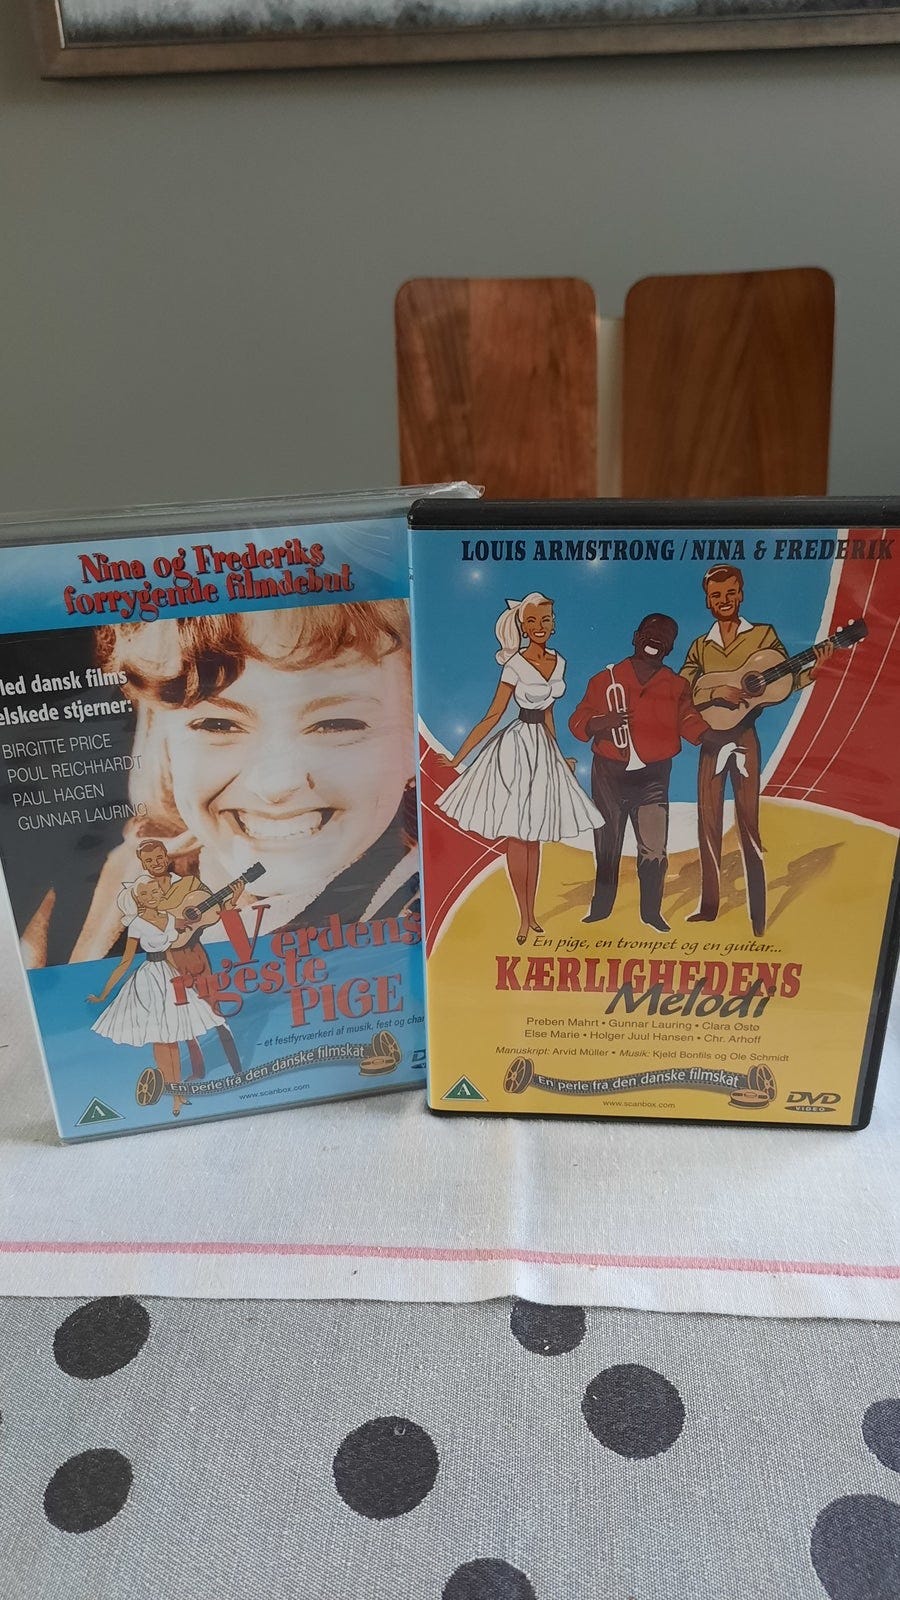 Nina og Frederiks
forrygende filmdebut
Med dansk films
elskede stjerner:
BIRGITTE PRICE
POUL REICHHARDT
PAUL HAGEN
GUNNAR LAURING
Verdens
rigeste
PIGE
– et festfyrværkeri af musik, fest og
En perle fra den danske filmskat
www.scanbox.com
A
LOUIS ARMSTRONG / NINA & FREDERIK
En pige, en trompet og en guitar...
KÆRLIGHEDENS
Melodi
Preben Mahrt • Gunnar Lauring • Clara Østø
Else Marie • Holger Juul Hansen • Chr. Arhoff
Manuskript: Arvid Müller • Musik: Kjeld Bonfils og Ole Schmidt
En perle fra den danske filmskat
www.scanbox.com
A
DVD
VIDEO